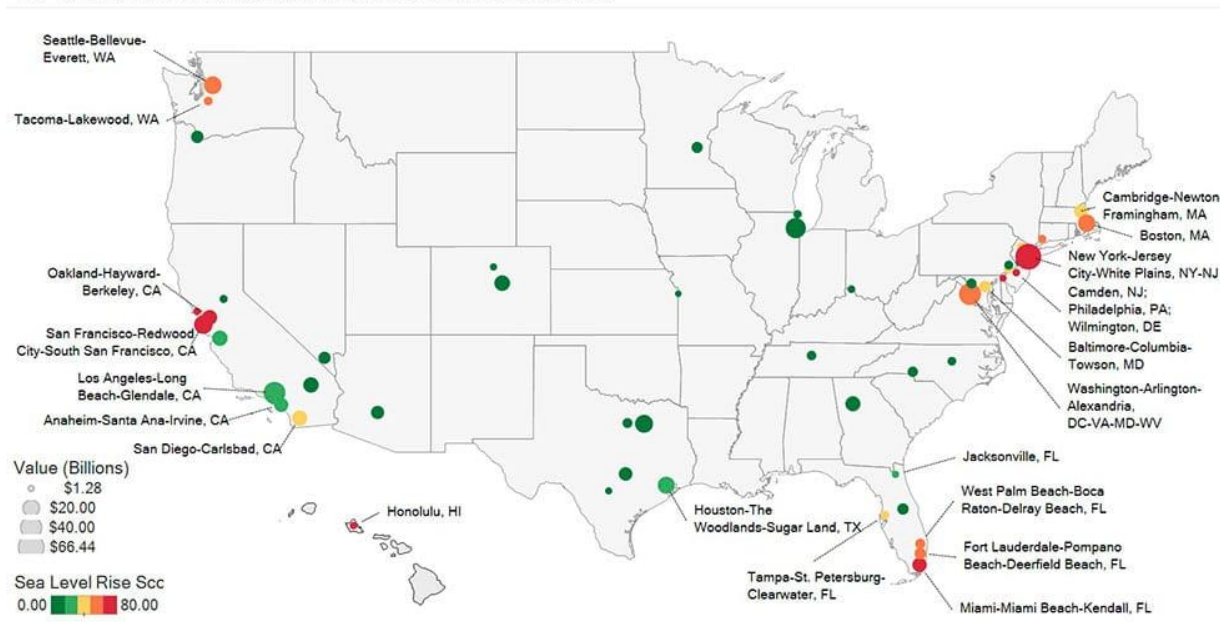 Seattle-Bellevue-
Everett, WA
Tacoma-Lakewood, WA
Oakland-Hayward-
Berkeley, CA
San Francisco-Redwood
City-South San Francisco, CA
Los Angeles-Long
Beach-Glendale, CA
Anaheim-Santa Ana-Irvine, CA
San Diego-Carlsbad, CA
Value (Billions)
$1.28
$20.00
$40.00
$66.44
Sea Level Rise Scc
0.00 80.00
Honolulu, HI
Houston-The
Woodlands-Sugar Land, TX
Tampa-St. Petersburg-
Clearwater, FL
Cambridge-Newton
Framingham, MA
Boston, MA
New York-Jersey
City-White Plains, NY-NJ
Camden, NJ;
Philadelphia, PA;
Wilmington, DE
Baltimore-Columbia-
Towson, MD
Washington-Arlington-
Alexandria,
DC-VA-MD-WV
Jacksonville, FL
West Palm Beach-Boca
Raton-Delray Beach, FL
Fort Lauderdale-Pompano
Beach-Deerfield Beach, FL
Miami-Miami Beach-Kendall, FL